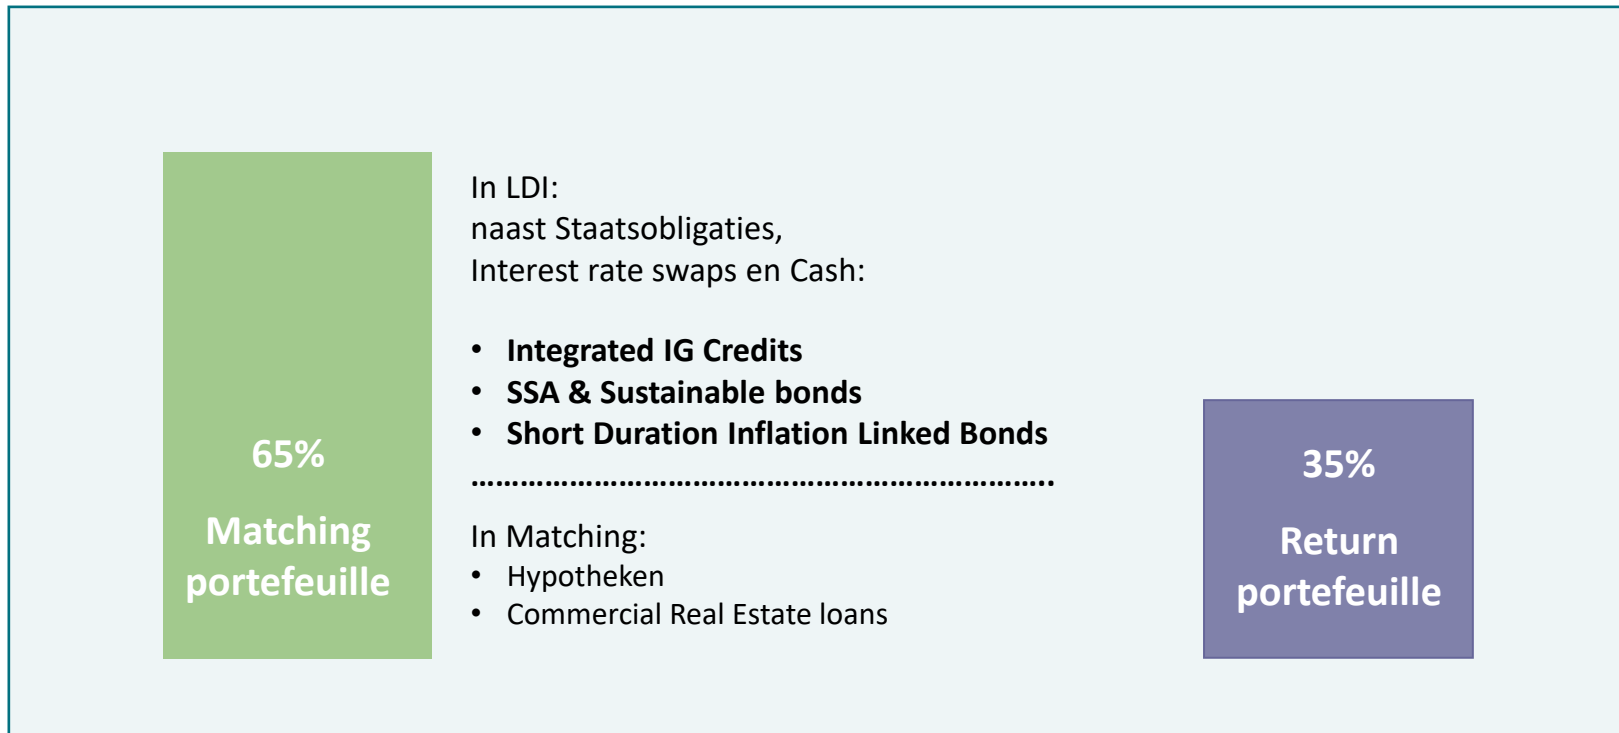 65%
Matching
portefeuille
In LDI:
naast Staatsobligaties,
Interest rate swaps en Cash:
• Integrated IG Credits
• SSA & Sustainable bonds
• Short Duration Inflation Linked Bonds
……………………………………………………………..
In Matching:
• Hypotheken
• Commercial Real Estate loans
35%
Return
portefeuille